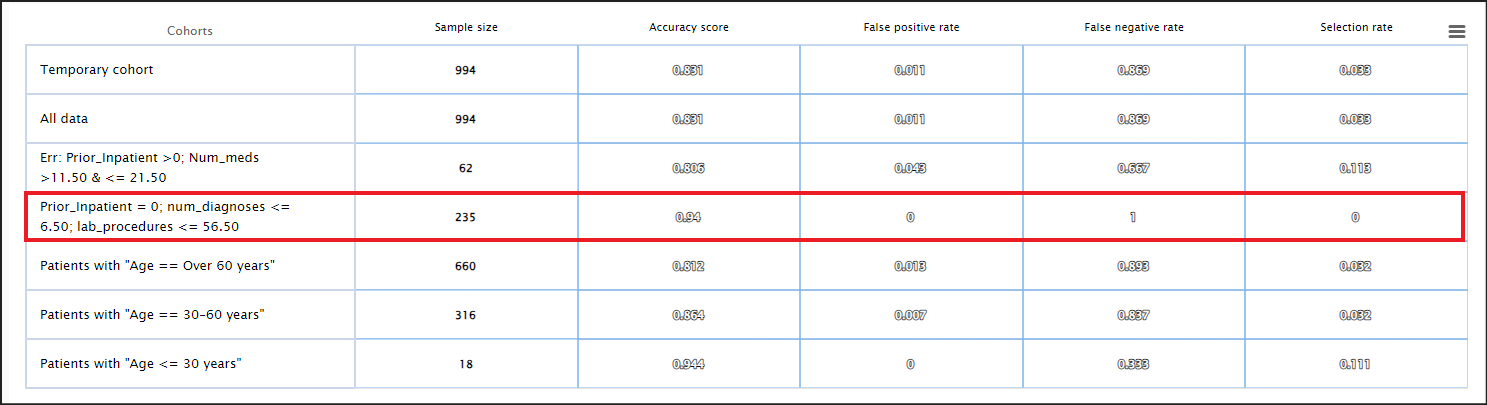 Cohorts Sample size Accuracy score False positive rate False negative rate Selection rate
Temporary cohort 994 0.831 0.011 0.869 0.033
All data 994 0.831 0.011 0.869 0.033
Err: Prior_Inpatient >0; Num_meds
>11.50 & <= 21.50 62 0.806 0.043 0.667 0.113
Prior_Inpatient = 0; num_diagnoses <=
6.50; lab_procedures <= 56.50 235 0.94 0 1 0
Patients with "Age == Over 60 years" 660 0.812 0.013 0.893 0.032
Patients with "Age == 30–60 years" 316 0.864 0.007 0.837 0.032
Patients with "Age <= 30 years" 18 0.944 0 0.333 0.111